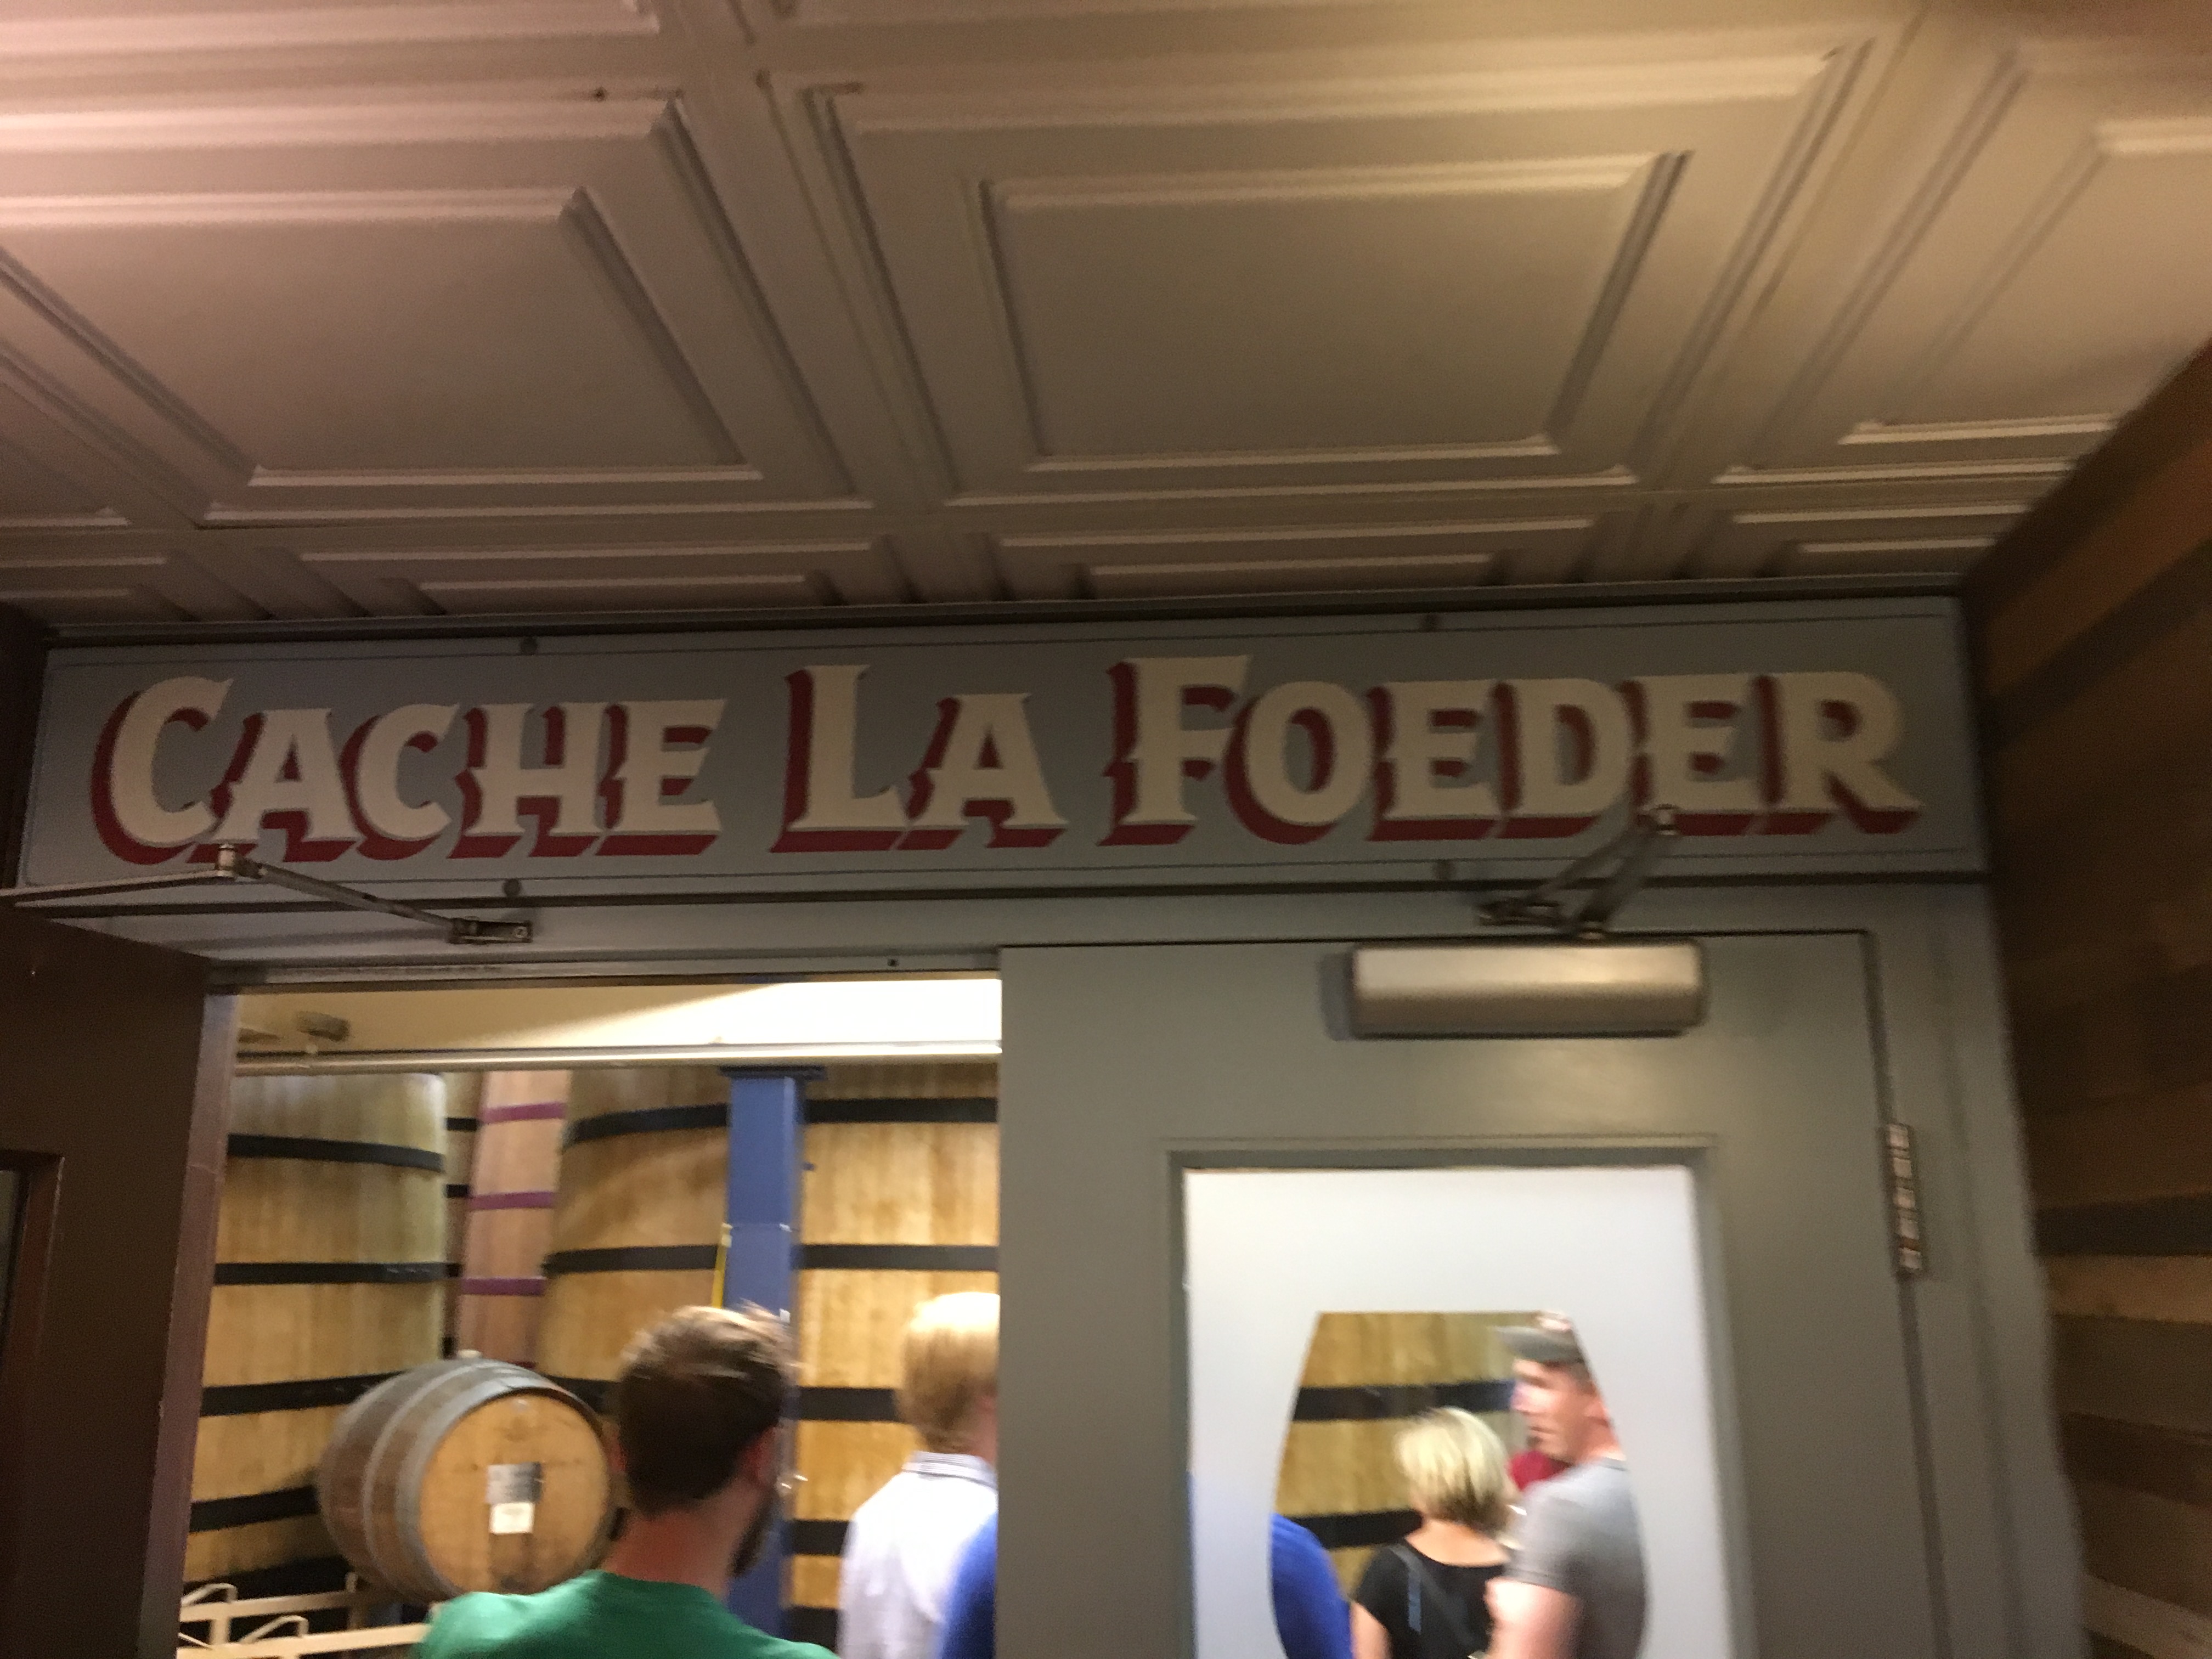 CACHE LA FOEDER